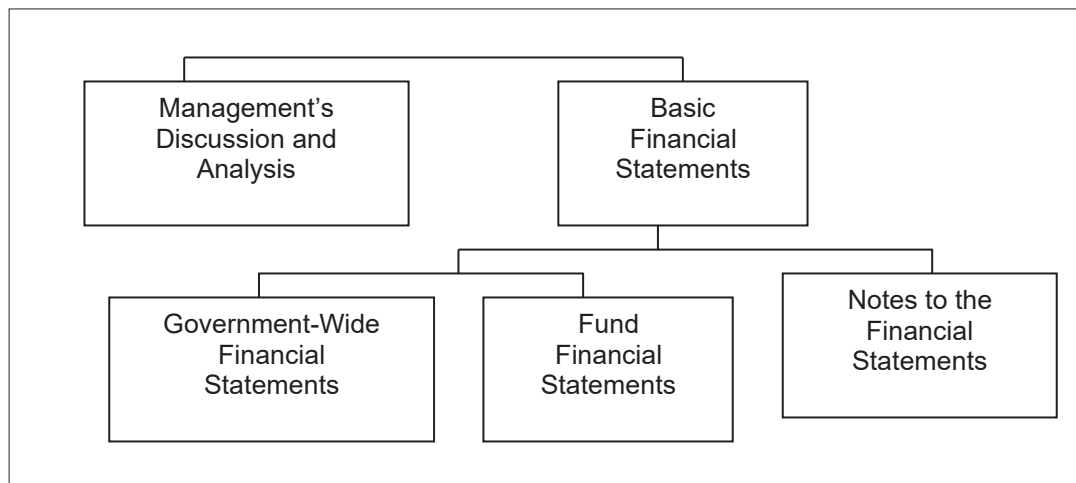 Management’s
Discussion and
Analysis
Basic
Financial
Statements
Government-Wide
Financial
Statements
Fund
Financial
Statements
Notes to the
Financial
Statements